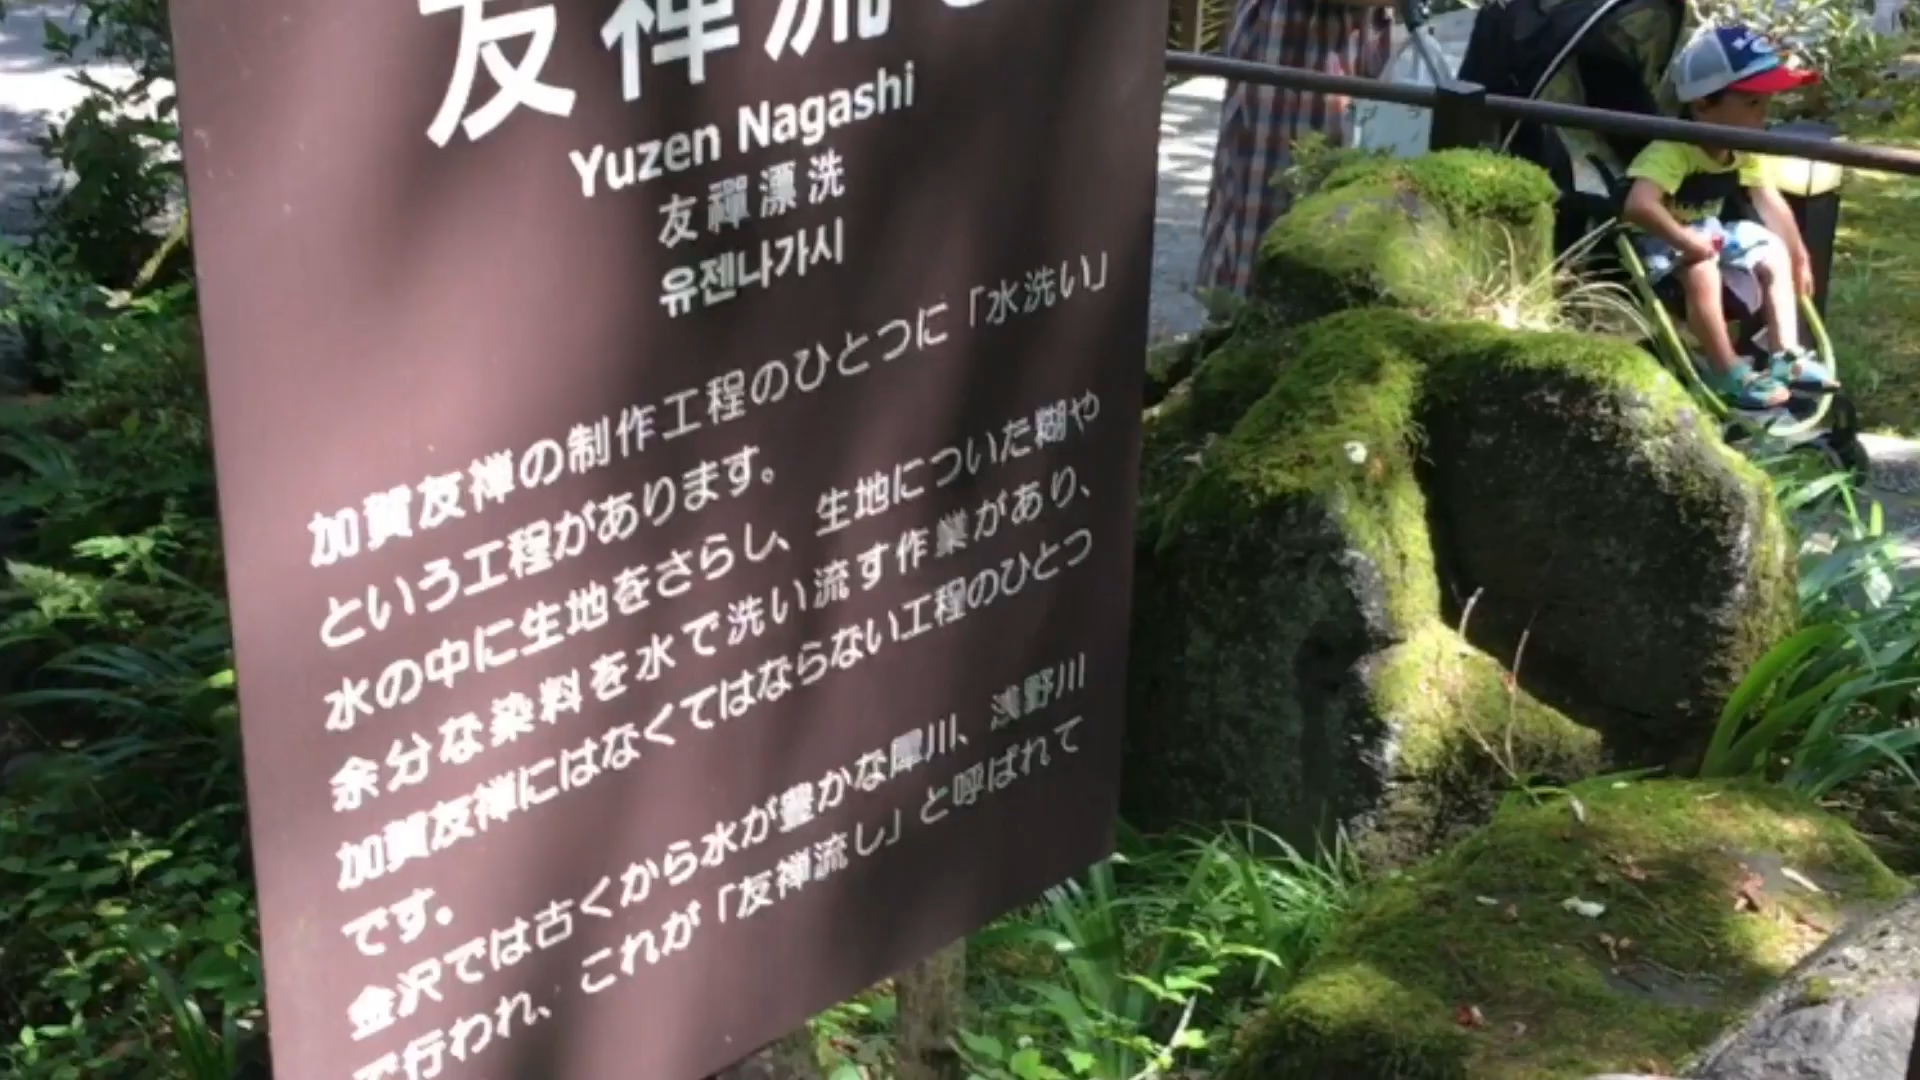 友禅流し
Yuzen Nagashi
友禪漂洗
유젠나가시
加賀友禅の制作工程のひとつに「水洗い」
という工程があります。
水の中に生地をさらし、生地についた糊や
余分な染料を水で洗い流す作業があり、
加賀友禅にはなくてはならない工程のひとつ
です。
金沢では古くから水が豊かな犀川、浅野川
で行われ、これが「友禅流し」と呼ばれて